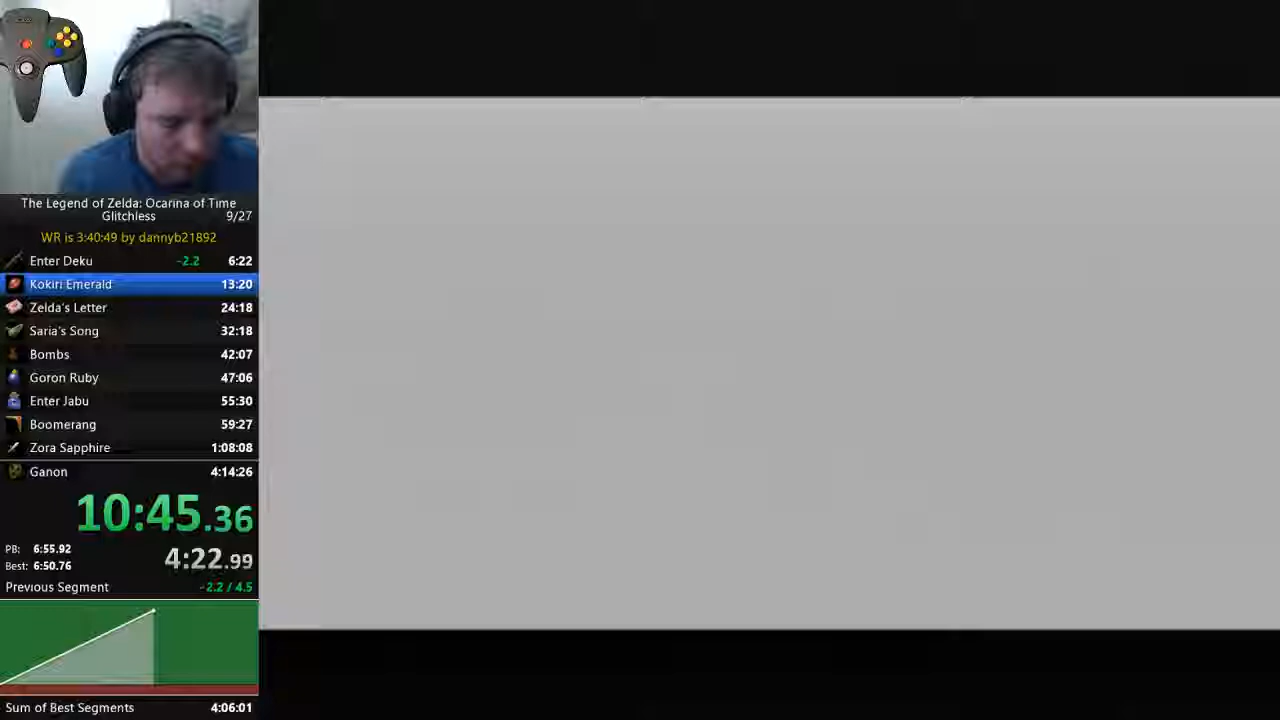 The Legend of Zelda: Ocarina of Time
Glitchless 9/27
WR is 3:40:49 by dannyb21892
Enter Deku -2.2 6:22
Kokiri Emerald 13:20
Zelda's Letter 24:18
Saria's Song 32:18
Bombs 42:07
Goron Ruby 47:06
Enter Jabu 55:30
Boomerang 59:27
Zora Sapphire 1:08:08
Ganon 4:14:26
10:45.36
PB: 6:55.92
Best: 6:50.76
4:22.99
Previous Segment -2.2 / 4.5
Sum of Best Segments 4:06:01